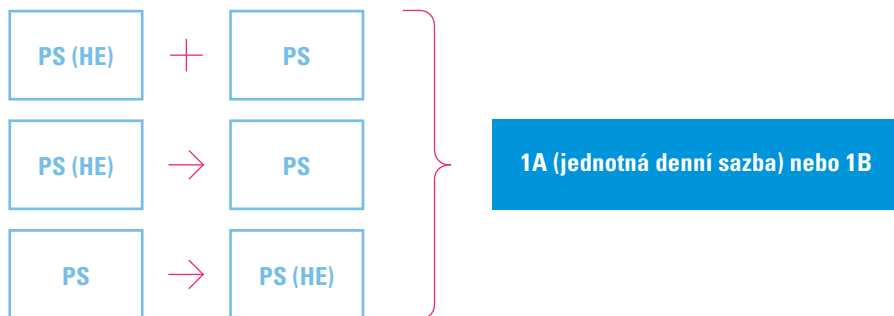 PS (HE) + PS
PS (HE) → PS
1A (jednotná denní sazba) nebo 1B
PS → PS (HE)